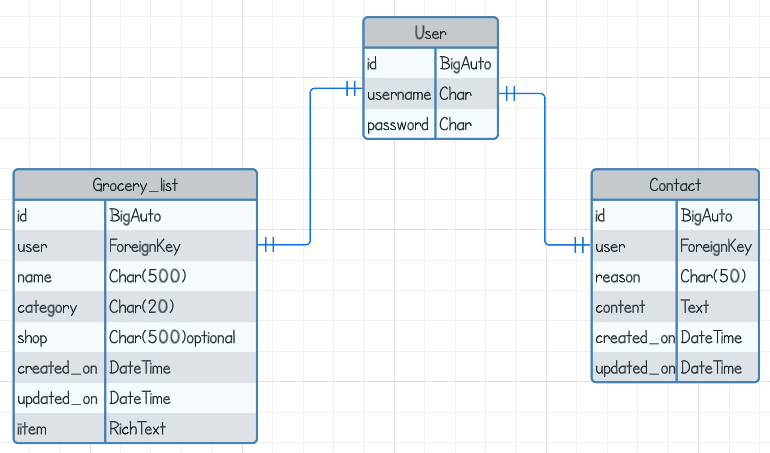 User
id BigAuto
username Char
password Char
Grocery_list
id BigAuto
user ForeignKey
name Char(500)
category Char(20)
shop Char(500)optional
created_on DateTime
updated_on DateTime
iitem RichText
Contact
id BigAuto
user ForeignKey
reason Char(50)
content Text
created_on DateTime
updated_on DateTime